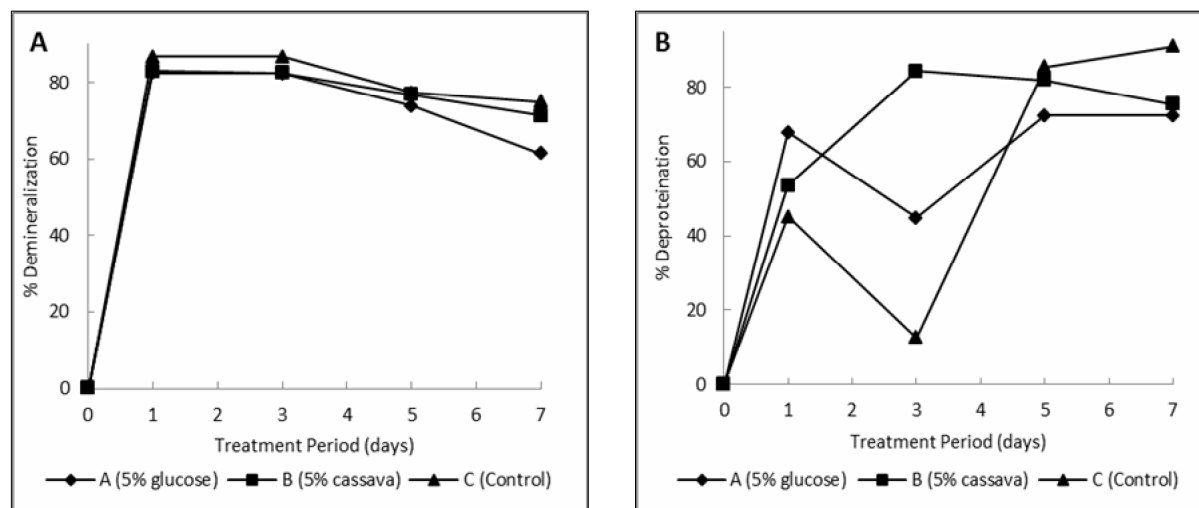 A
% Demineralization
80
60
40
20
0
0 1 2 3 4 5 6 7
Treatment Period (days)
A (5% glucose) B (5% cassava) C (Control)
B
% Deproteination
80
60
40
20
0
0 1 2 3 4 5 6 7
Treatment Period (days)
A (5% glucose) B (5% cassava) C (Control)